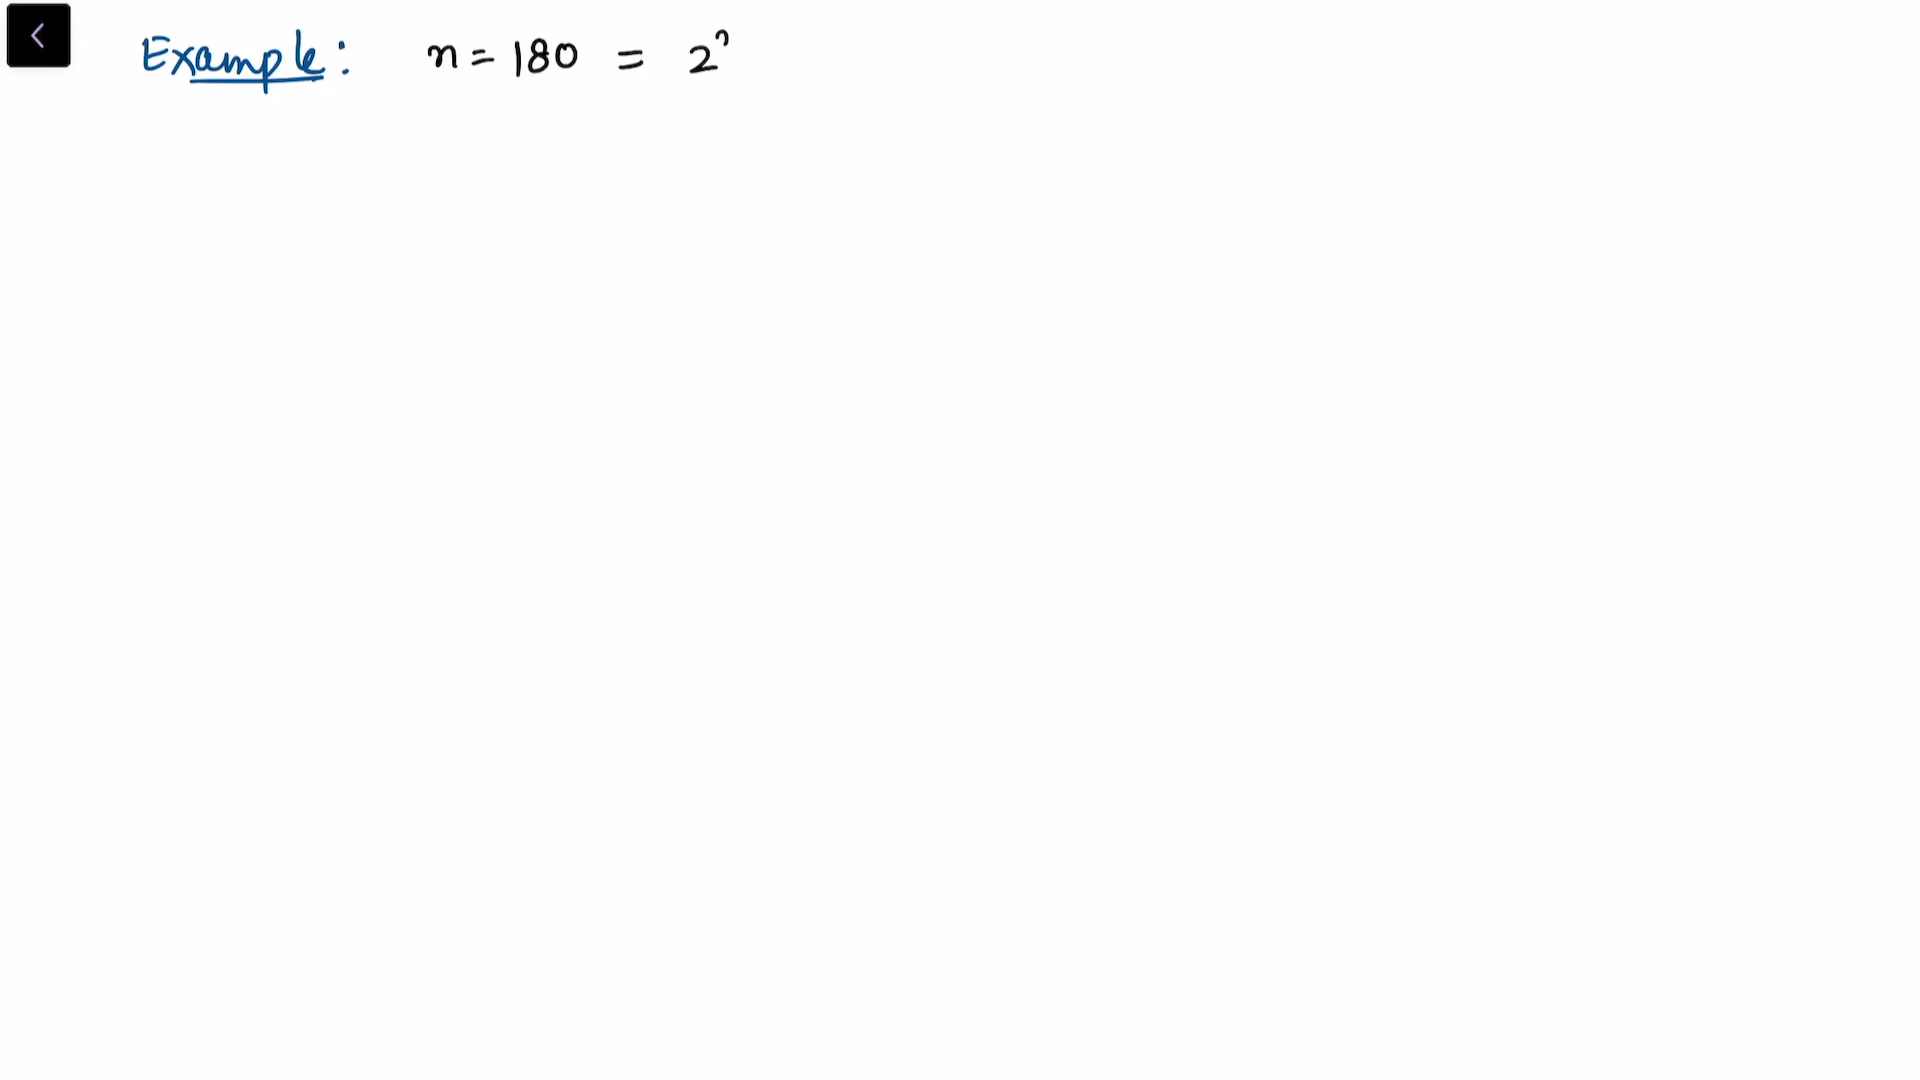 Example: n = 180 = 2